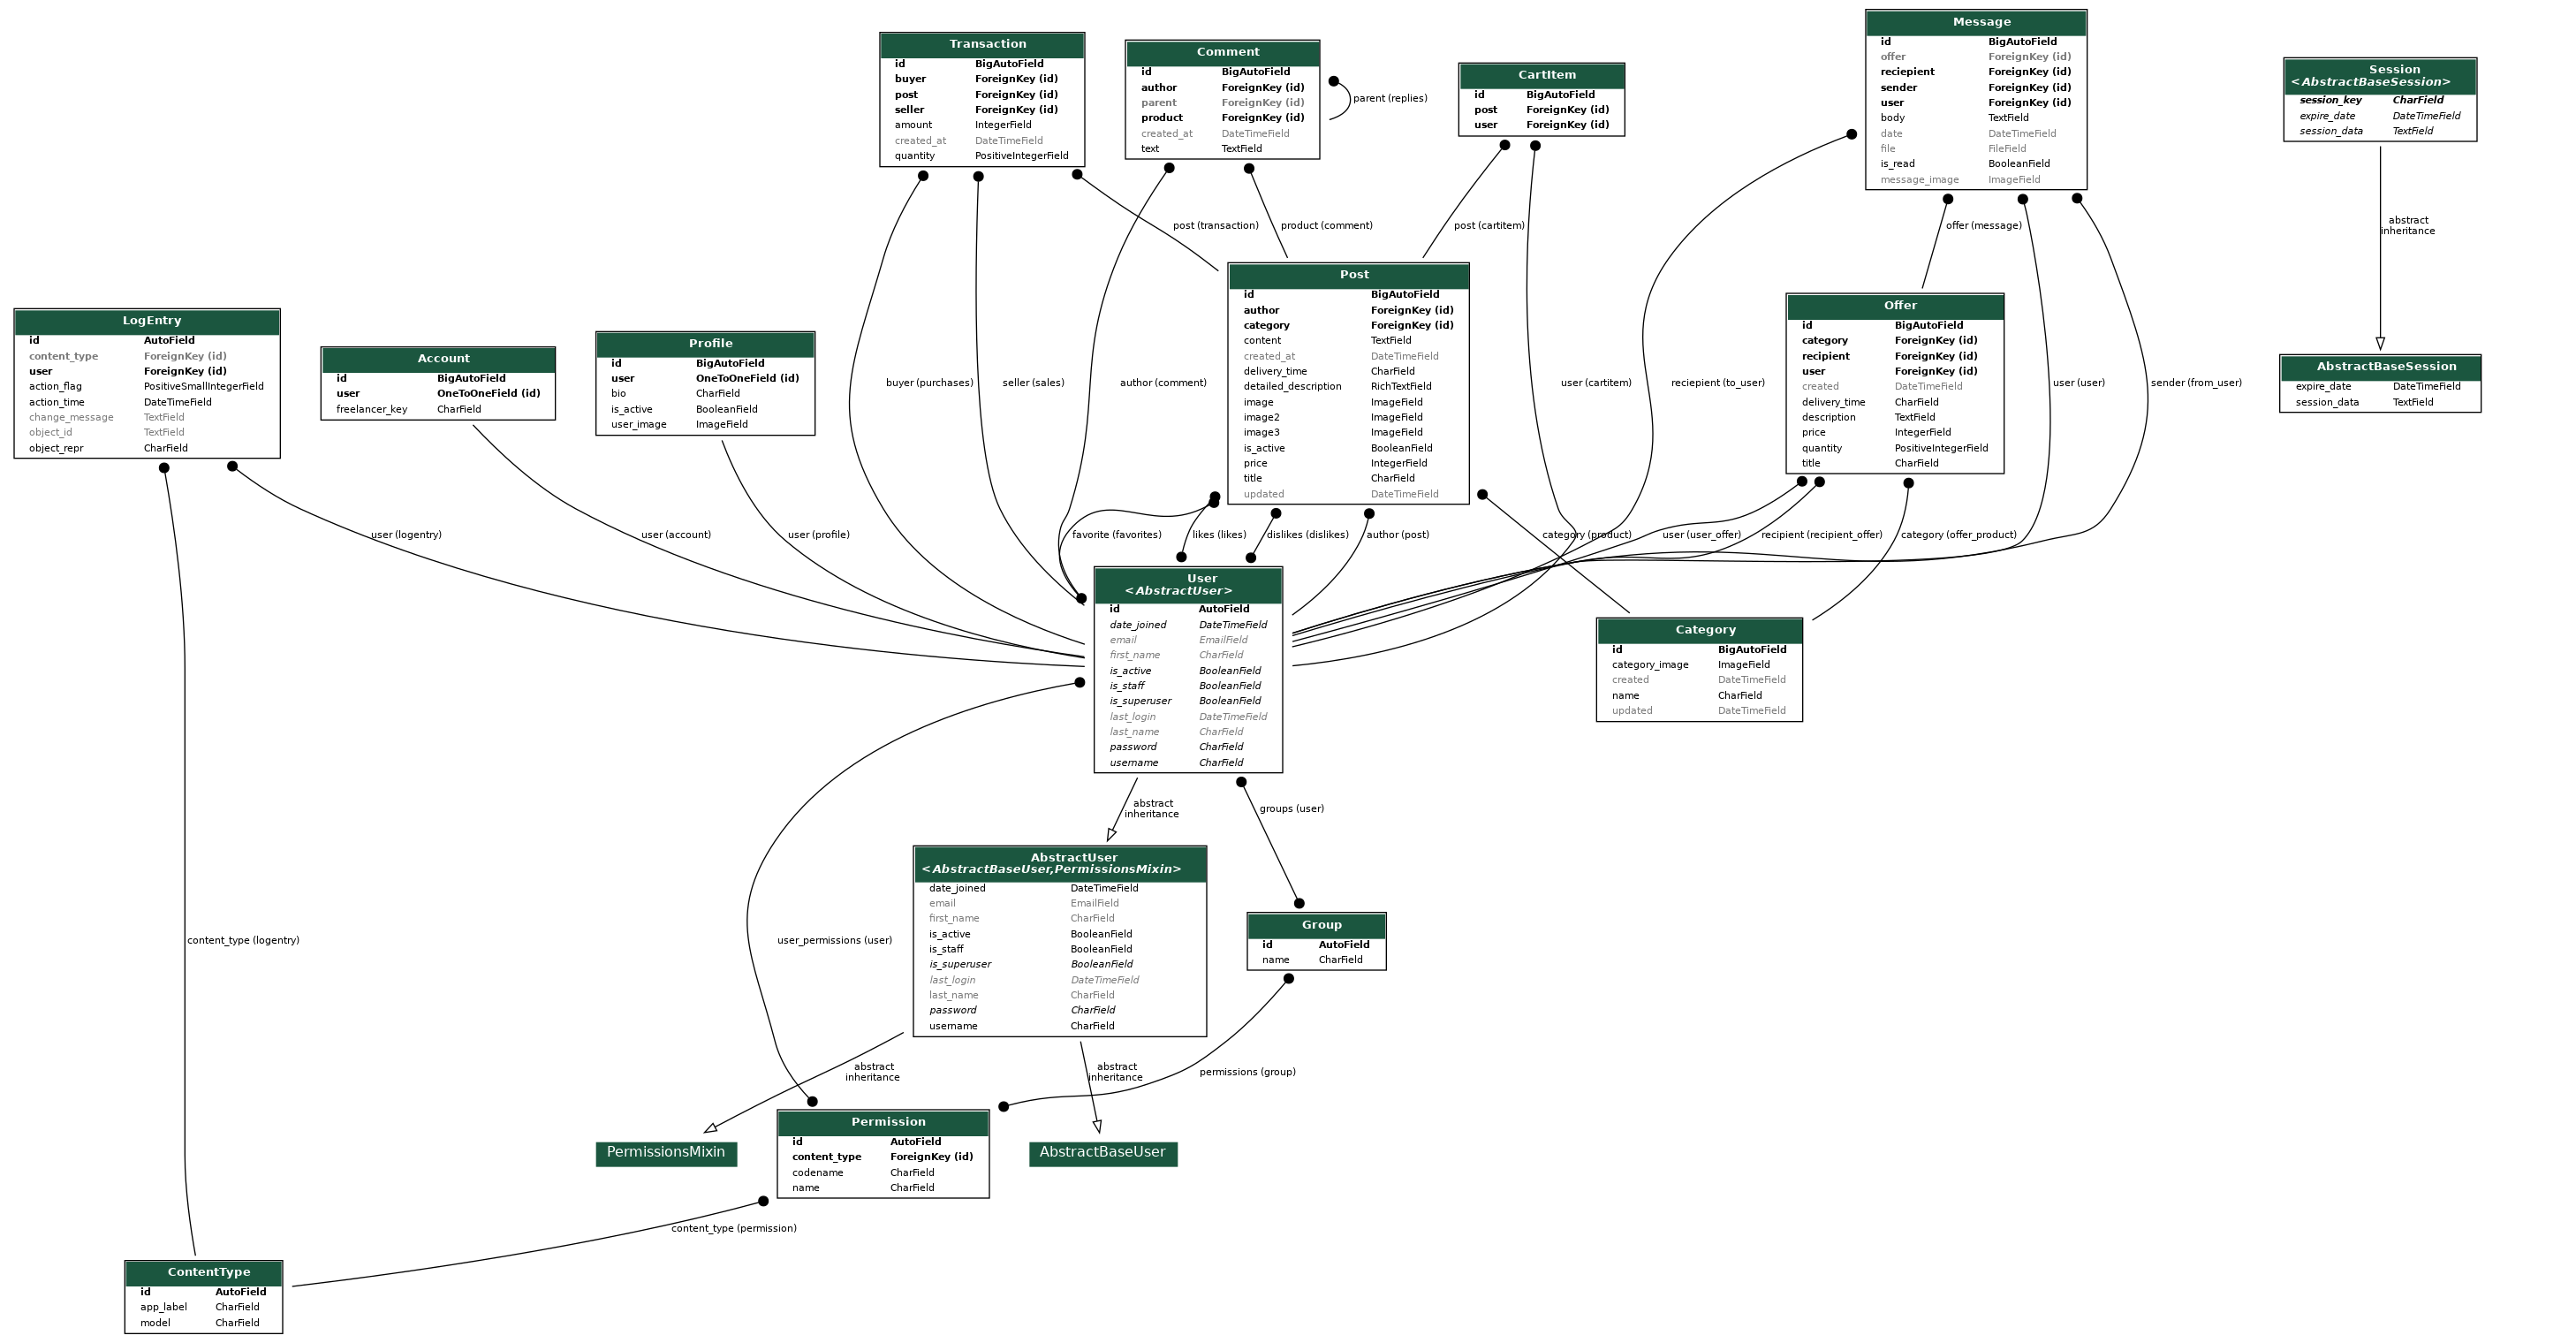 Transaction
id BigAutoField
buyer ForeignKey (id)
post ForeignKey (id)
seller ForeignKey (id)
amount IntegerField
created_at DateTimeField
quantity PositiveIntegerField
Comment
id BigAutoField
author ForeignKey (id)
parent ForeignKey (id)
product ForeignKey (id)
created_at DateTimeField
text TextField
parent (replies)
CartItem
id BigAutoField
post ForeignKey (id)
user ForeignKey (id)
Message
id BigAutoField
offer ForeignKey (id)
reciepient ForeignKey (id)
sender ForeignKey (id)
user ForeignKey (id)
body TextField
date DateTimeField
file FileField
is_read BooleanField
message_image ImageField
Session
<AbstractBaseSession>
session_key CharField
expire_date DateTimeField
session_data TextField
post (transaction)
product (comment)
post (cartitem)
offer (message)
abstract
inheritance
LogEntry
id AutoField
content_type ForeignKey (id)
user ForeignKey (id)
action_flag PositiveSmallIntegerField
action_time DateTimeField
change_message TextField
object_id TextField
object_repr CharField
Account
id BigAutoField
user OneToOneField (id)
freelancer_key CharField
Profile
id BigAutoField
user OneToOneField (id)
bio CharField
is_active BooleanField
user_image ImageField
buyer (purchases)
seller (sales)
author (comment)
Post
id BigAutoField
author ForeignKey (id)
category ForeignKey (id)
content TextField
created_at DateTimeField
delivery_time CharField
detailed_description RichTextField
image ImageField
image2 ImageField
image3 ImageField
is_active BooleanField
price IntegerField
title CharField
updated DateTimeField
user (cartitem)
reciepient (to_user)
Offer
id BigAutoField
category ForeignKey (id)
recipient ForeignKey (id)
user ForeignKey (id)
created DateTimeField
delivery_time CharField
description TextField
price IntegerField
quantity PositiveIntegerField
title CharField
user (user)
sender (from_user)
AbstractBaseSession
expire_date DateTimeField
session_data TextField
user (logentry)
user (account)
user (profile)
favorite (favorites)
likes (likes)
dislikes (dislikes)
author (post)
category (product)
user (user_offer)
recipient (recipient_offer)
category (offer_product)
User
<AbstractUser>
id AutoField
date_joined DateTimeField
email EmailField
first_name CharField
is_active BooleanField
is_staff BooleanField
is_superuser BooleanField
last_login DateTimeField
last_name CharField
password CharField
username CharField
Category
id BigAutoField
category_image ImageField
created DateTimeField
name CharField
updated DateTimeField
abstract
inheritance
groups (user)
AbstractUser
<AbstractBaseUser,PermissionsMixin>
date_joined DateTimeField
email EmailField
first_name CharField
is_active BooleanField
is_staff BooleanField
is_superuser BooleanField
last_login DateTimeField
last_name CharField
password CharField
username CharField
Group
id AutoField
name CharField
content_type (logentry)
user_permissions (user)
abstract
inheritance
abstract
inheritance
permissions (group)
PermissionsMixin
Permission
id AutoField
content_type ForeignKey (id)
codename CharField
name CharField
AbstractBaseUser
content_type (permission)
ContentType
id AutoField
app_label CharField
model CharField